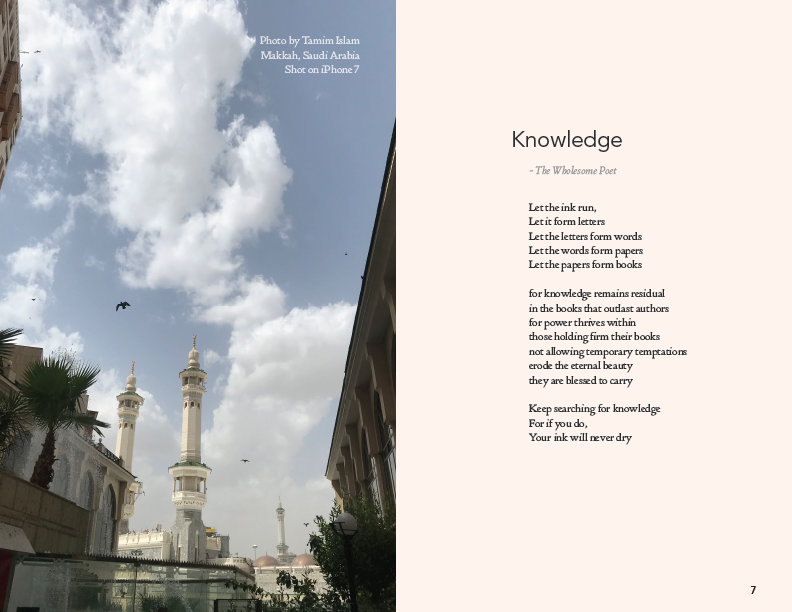 Photo by Tamim Islam
Makkah, Saudi Arabia
Shot on iPhone 7
Knowledge
- The Wholesome Poet
Let the ink run,
Let it form letters
Let the letters form words
Let the words form papers
Let the papers form books
for knowledge remains residual
in the books that outlast authors
for power thrives within
those holding firm their books
not allowing temporary temptations
erode the eternal beauty
they are blessed to carry
Keep searching for knowledge
For if you do,
Your ink will never dry
7